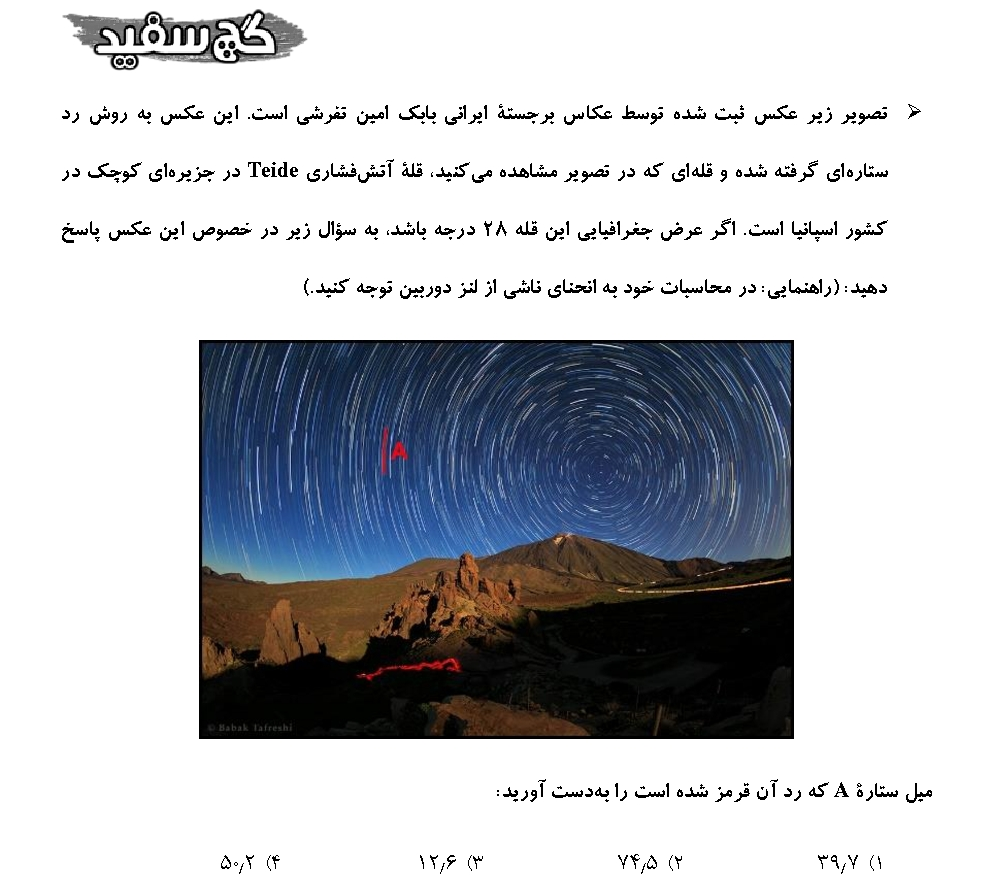 گچ سفید
تصویر زیر عکس ثبت شده توسط عکاس برجستهٔ ایرانی بابک امین تفرشی است. این عکس به روش رد
ستاره‌ای گرفته شده و قله‌ای که در تصویر مشاهده می‌کنید، قلهٔ آتش‌فشاری Teide در جزیره‌ای کوچک در
کشور اسپانیا است. اگر عرض جغرافیایی این قله ۲۸ درجه باشد، به سؤال زیر در خصوص این عکس پاسخ
دهید: (راهنمایی: در محاسبات خود به انحنای ناشی از لنز دوربین توجه کنید.)
A
© Babak Tafreshi
میل ستارهٔ A که رد آن قرمز شده است را به‌دست آورید:
۱) ۳۹٫۷ ۲) ۷۴٫۵ ۳) ۱۲٫۶ ۴) ۵۰٫۲